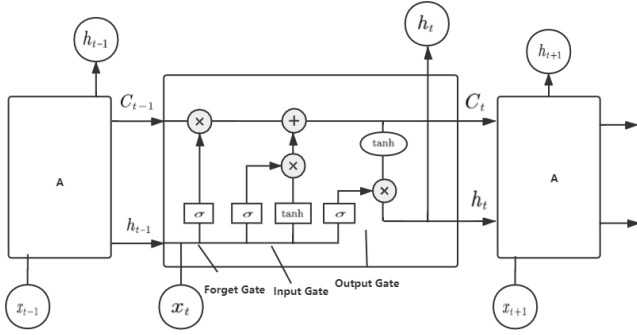 h_{t-1}
h_t
h_{t+1}
C_{t-1}
C_t
×
+
tanh
A
×
A
×
σ
σ
tanh
σ
h_{t-1}
h_t
Forget Gate
Input Gate
Output Gate
x_{t-1}
x_t
x_{t+1}